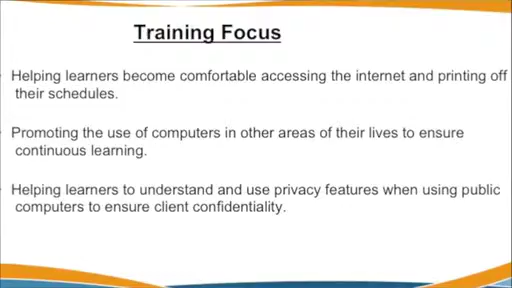 Training Focus
Helping learners become comfortable accessing the internet and printing off
their schedules.
Promoting the use of computers in other areas of their lives to ensure
continuous learning.
Helping learners to understand and use privacy features when using public
computers to ensure client confidentiality.